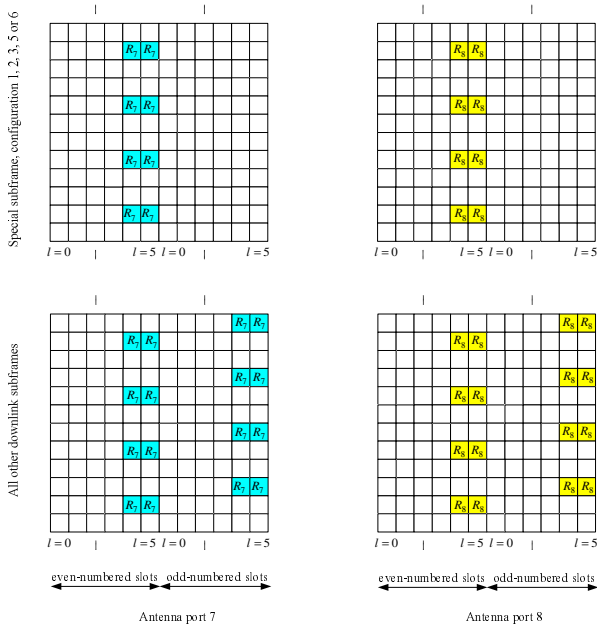 Special subframe, configuration 1, 2, 3, 5 or 6
R7 R7 R8 R8
R7 R7 R8 R8
R7 R7 R8 R8
R7 R7 R8 R8
l = 0 l = 5 l = 0 l = 5 l = 0 l = 5 l = 0 l = 5
All other downlink subframes
R7 R7 R8 R8
R7 R7 R8 R8
R7 R7 R8 R8
R7 R7 R8 R8
R7 R7 R8 R8
R7 R7 R8 R8
R7 R7 R8 R8
R7 R7 R8 R8
l = 0 l = 5 l = 0 l = 5 l = 0 l = 5 l = 0 l = 5
even-numbered slots odd-numbered slots even-numbered slots odd-numbered slots
Antenna port 7 Antenna port 8